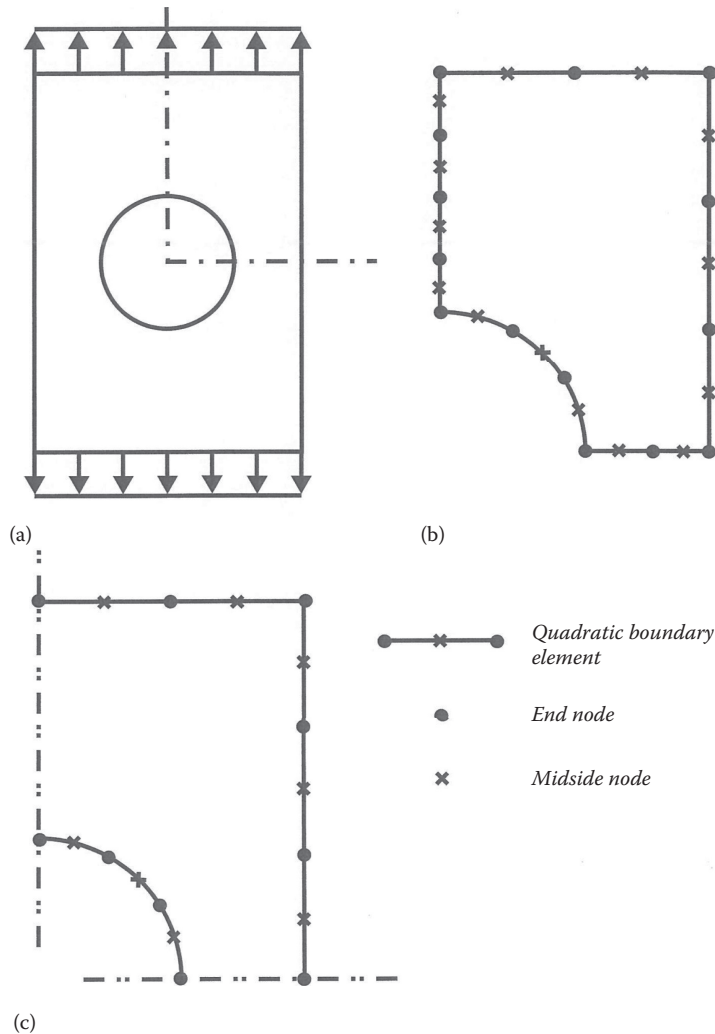 (a)
(b)
Quadratic boundary
element
End node
Midside node
(c)